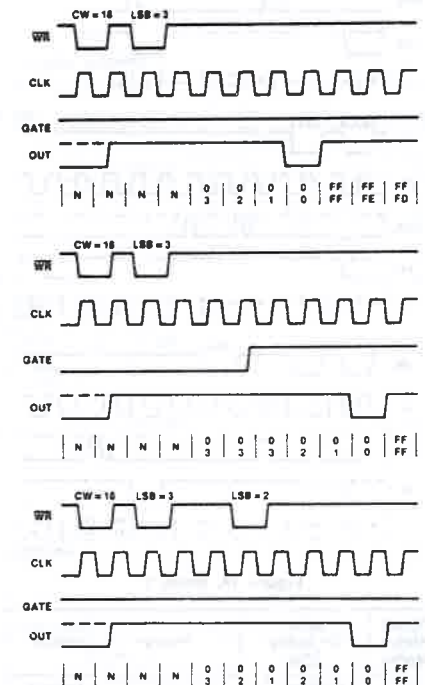 CW = 18 LSB = 3
WR
CLK
GATE
OUT
N N N N 0 3 0 2 0 1 0 0 FF FF FF FE FF FD
CW = 18 LSB = 3
WR
CLK
GATE
OUT
N N N N 0 3 0 3 0 3 0 2 0 1 0 0 FF FF
CW = 18 LSB = 3 LSB = 2
WR
CLK
GATE
OUT
N N N N 0 3 0 2 0 1 0 2 0 1 0 0 FF FF